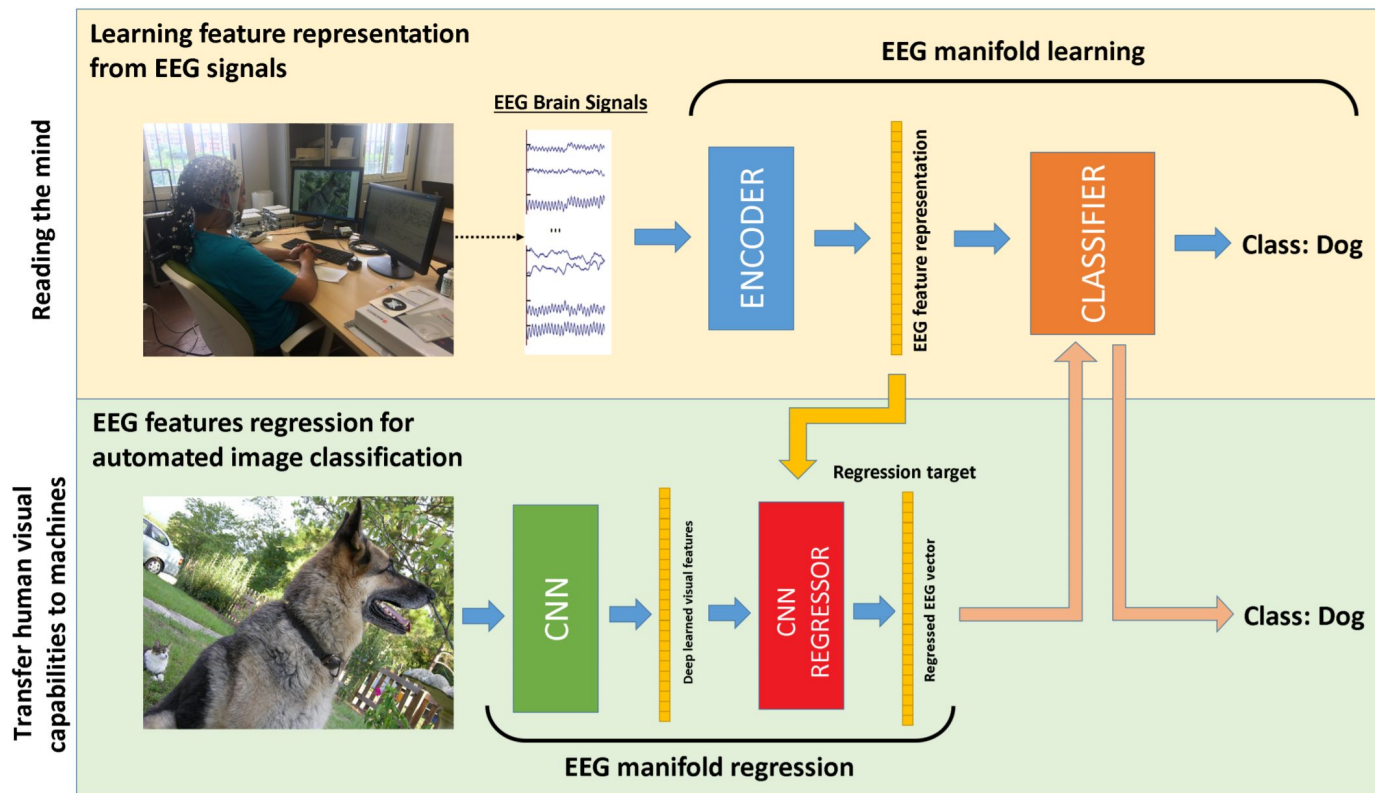 Learning feature representation
from EEG signals
EEG manifold learning
Reading the mind
EEG Brain Signals
...
ENCODER
EEG feature representation
CLASSIFIER
Class: Dog
EEG features regression for
automated image classification
Transfer human visual
capabilities to machines
Regression target
CNN
Deep learned visual features
CNN
REGRESSOR
Regressed EEG vector
Class: Dog
EEG manifold regression